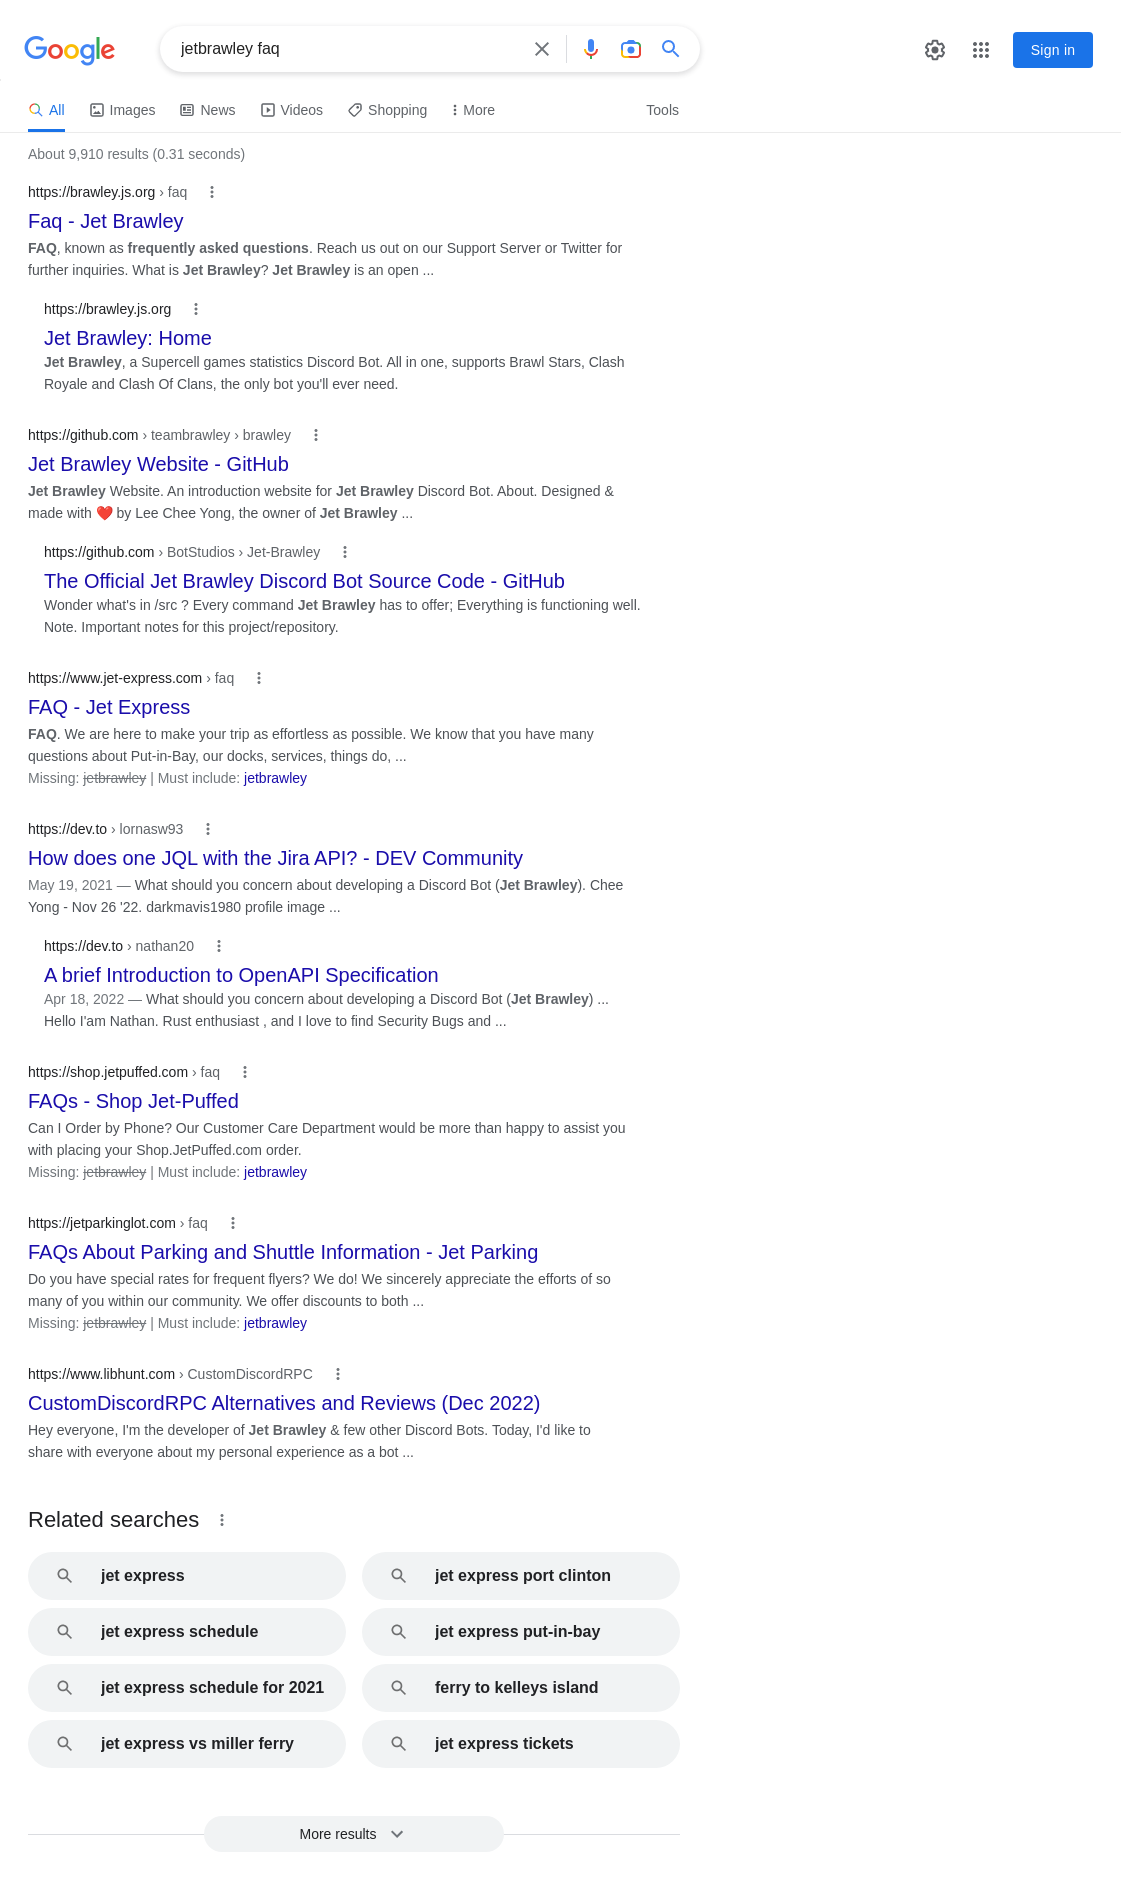 Google
jetbrawley faq
Sign in
All Images News Videos Shopping More Tools
About 9,910 results (0.31 seconds)
https://brawley.js.org › faq
Faq - Jet Brawley
FAQ, known as frequently asked questions. Reach us out on our Support Server or Twitter for
further inquiries. What is Jet Brawley? Jet Brawley is an open ...
https://brawley.js.org
Jet Brawley: Home
Jet Brawley, a Supercell games statistics Discord Bot. All in one, supports Brawl Stars, Clash
Royale and Clash Of Clans, the only bot you'll ever need.
https://github.com › teambrawley › brawley
Jet Brawley Website - GitHub
Jet Brawley Website. An introduction website for Jet Brawley Discord Bot. About. Designed &
made with ❤️ by Lee Chee Yong, the owner of Jet Brawley ...
https://github.com › BotStudios › Jet-Brawley
The Official Jet Brawley Discord Bot Source Code - GitHub
Wonder what's in /src ? Every command Jet Brawley has to offer; Everything is functioning well.
Note. Important notes for this project/repository.
https://www.jet-express.com › faq
FAQ - Jet Express
FAQ. We are here to make your trip as effortless as possible. We know that you have many
questions about Put-in-Bay, our docks, services, things do, ...
Missing: jetbrawley | Must include: jetbrawley
https://dev.to › lornasw93
How does one JQL with the Jira API? - DEV Community
May 19, 2021 — What should you concern about developing a Discord Bot (Jet Brawley). Chee
Yong - Nov 26 '22. darkmavis1980 profile image ...
https://dev.to › nathan20
A brief Introduction to OpenAPI Specification
Apr 18, 2022 — What should you concern about developing a Discord Bot (Jet Brawley) ...
Hello I'am Nathan. Rust enthusiast , and I love to find Security Bugs and ...
https://shop.jetpuffed.com › faq
FAQs - Shop Jet-Puffed
Can I Order by Phone? Our Customer Care Department would be more than happy to assist you
with placing your Shop.JetPuffed.com order.
Missing: jetbrawley | Must include: jetbrawley
https://jetparkinglot.com › faq
FAQs About Parking and Shuttle Information - Jet Parking
Do you have special rates for frequent flyers? We do! We sincerely appreciate the efforts of so
many of you within our community. We offer discounts to both ...
Missing: jetbrawley | Must include: jetbrawley
https://www.libhunt.com › CustomDiscordRPC
CustomDiscordRPC Alternatives and Reviews (Dec 2022)
Hey everyone, I'm the developer of Jet Brawley & few other Discord Bots. Today, I'd like to
share with everyone about my personal experience as a bot ...
Related searches
jet express jet express port clinton
jet express schedule jet express put-in-bay
jet express schedule for 2021 ferry to kelleys island
jet express vs miller ferry jet express tickets
More results